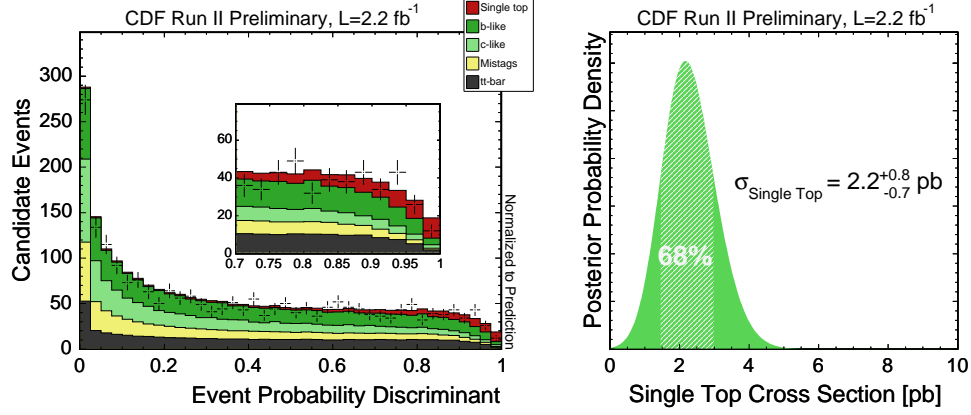 CDF Run II Preliminary, L=2.2 fb⁻¹
Candidate Events
300
250
200
150
100
50
0
0 0.2 0.4 0.6 0.8 1
Event Probability Discriminant
Normalized to Prediction
Single top
b-like
c-like
Mistags
tt-bar
60
40
20
0
0.7 0.75 0.8 0.85 0.9 0.95 1
CDF Run II Preliminary, L=2.2 fb⁻¹
Posterior Probability Density
σSingle Top = 2.2+0.8-0.7 pb
68%
0 2 4 6 8 10
Single Top Cross Section [pb]